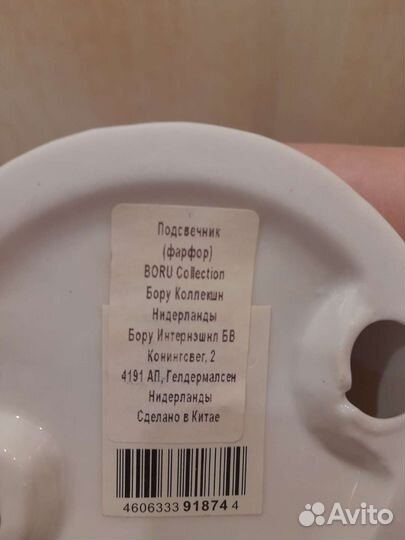 Подсвечник
(фарфор)
BORU Collection
Бору Коллекшн
Нидерланды
Бору Интернэшнл БВ
Конингсвег, 2
4191 АП, Гелдермалсен
Нидерланды
Сделано в Китае
4606333 91874 4
Avito